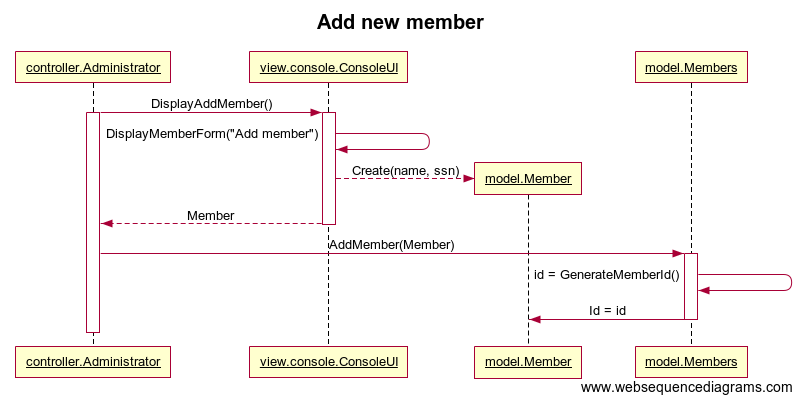 Add new member
controller.Administrator
view.console.ConsoleUI
model.Members
DisplayAddMember()
DisplayMemberForm("Add member")
Create(name, ssn)
model.Member
Member
AddMember(Member)
id = GenerateMemberId()
Id = id
controller.Administrator
view.console.ConsoleUI
model.Member
model.Members
www.websequencediagrams.com